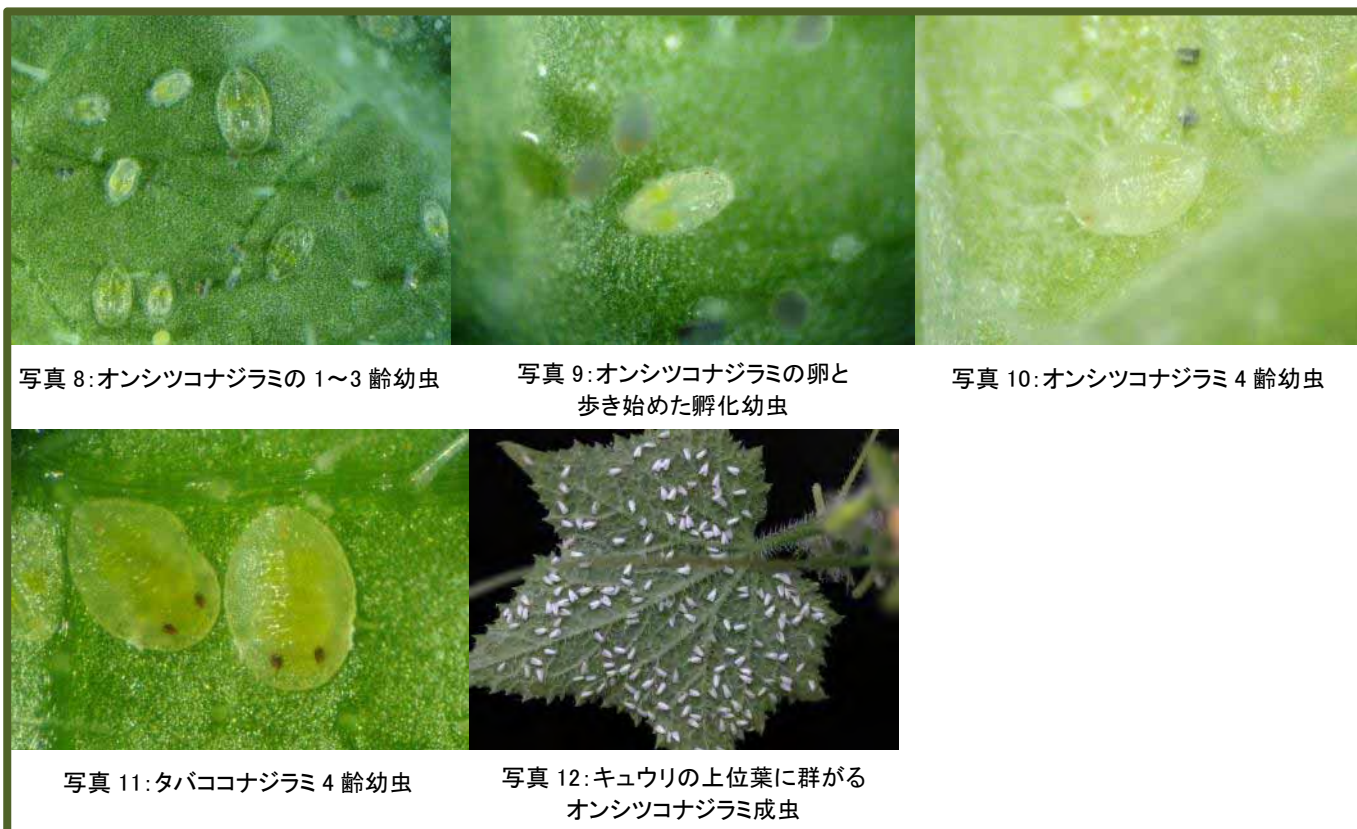 写真 8：オンシツコナジラミの 1～3 齢幼虫
写真 9：オンシツコナジラミの卵と
歩き始めた孵化幼虫
写真 10：オンシツコナジラミ 4 齢幼虫
写真 11：タバココナジラミ 4 齢幼虫
写真 12：キュウリの上位葉に群がる
オンシツコナジラミ成虫